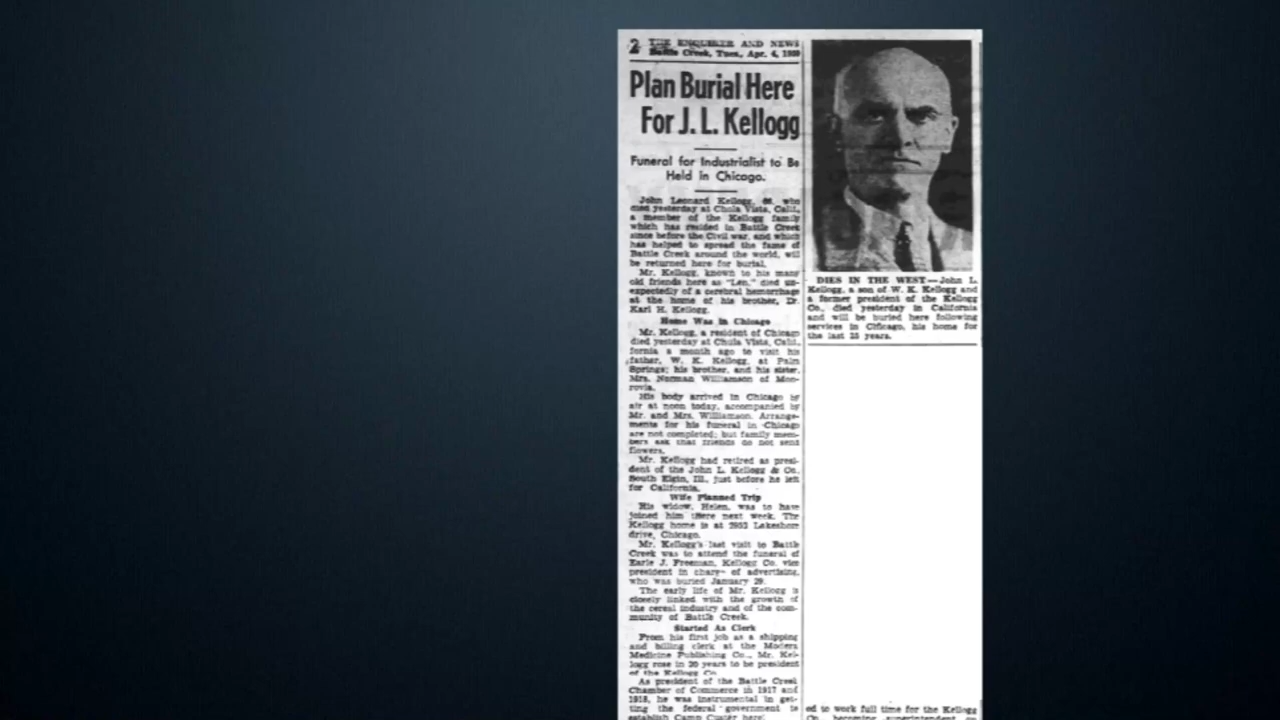 2 THE ENQUIRER AND NEWS
Battle Creek, Tues., Apr. 4,
Plan Burial Here
For J. L. Kellogg
Funeral for Industrialist to Be
Held In Chicago.
John Leonard Kellogg, who
died yesterday at Chula Vista, Calif.,
a member of the Kellogg family
which has resided in Battle Creek
since before the Civil war, and which
has helped to spread the fame of
Battle Creek around the world, will
be returned here for burial.
Mr. Kellogg, known to his many
old friends here as "Len," died un-
expectedly of a cerebral hemorrhage
at the home of his brother, Dr.
Karl H. Kellogg.
Home Was in Chicago
Mr. Kellogg, a resident of Chicago
died yesterday at Chula Vista, Cali-
fornia a month ago to visit his
father, W. K. Kellogg, at Palm
Springs; his brother, and his sister,
Mrs. Norman Williamson of Mon-
rovia.
His body arrived in Chicago by
air at noon today, accompanied by
Mr. and Mrs. Williamson. Arrange-
ments for his funeral in Chicago
are not completed; but family mem-
bers ask that friends do not send
flowers.
Mr. Kellogg had retired as presi-
dent of the John L. Kellogg & Co.,
South Elgin, Ill., just before he left
for California.
Wife Planned Trip
His widow, Helen, was to have
joined him there next week. The
Kellogg home is at 2953 Lakeshore
drive, Chicago.
Mr. Kellogg's last visit to Battle
Creek was to attend the funeral of
Earle J. Freeman, Kellogg Co. vice
president in charge of advertising,
who was buried January 29.
The early life of Mr. Kellogg is
closely linked with the growth of
the cereal industry and of the com-
munity of Battle Creek.
Started As Clerk
From his first job as a shipping
and billing clerk at the Modern
Medicine Publishing Co., Mr. Kel-
logg rose in 20 years to be president
of the Kellogg Co.
As president of the Battle Creek
Chamber of Commerce in 1917 and
1918, he was instrumental in get-
ting the federal government to
establish Camp Custer here.
DIES IN THE WEST—John L.
Kellogg, a son of W. K. Kellogg and
a former president of the Kellogg
Co., died yesterday in California
and will be buried here following
services in Chicago, his home for
the last 25 years.
ed to work full time for the Kellogg
Co., becoming superintendent